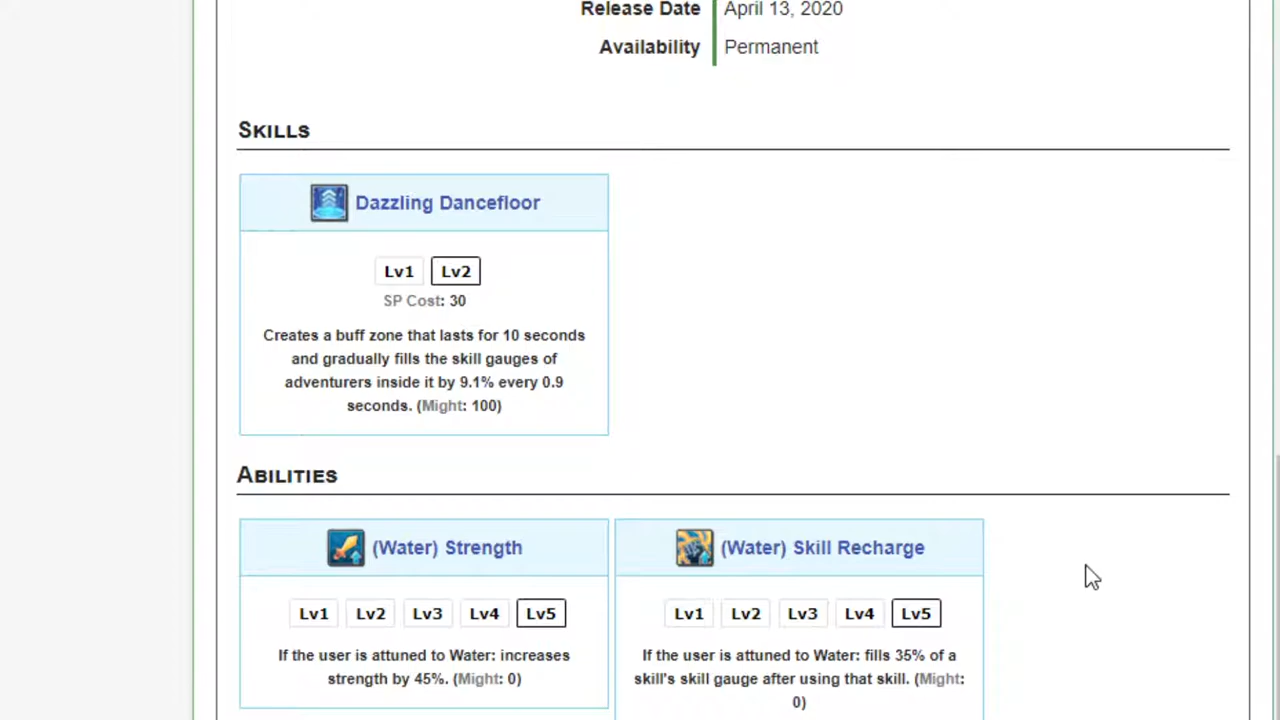 Release Date April 13, 2020
Availability Permanent
Skills
Dazzling Dancefloor
Lv1 Lv2
SP Cost: 30
Creates a buff zone that lasts for 10 seconds
and gradually fills the skill gauges of
adventurers inside it by 9.1% every 0.9
seconds. (Might: 100)
Abilities
(Water) Strength
Lv1 Lv2 Lv3 Lv4 Lv5
If the user is attuned to Water: increases
strength by 45%. (Might: 0)
(Water) Skill Recharge
Lv1 Lv2 Lv3 Lv4 Lv5
If the user is attuned to Water: fills 35% of a
skill's skill gauge after using that skill. (Might:
0)